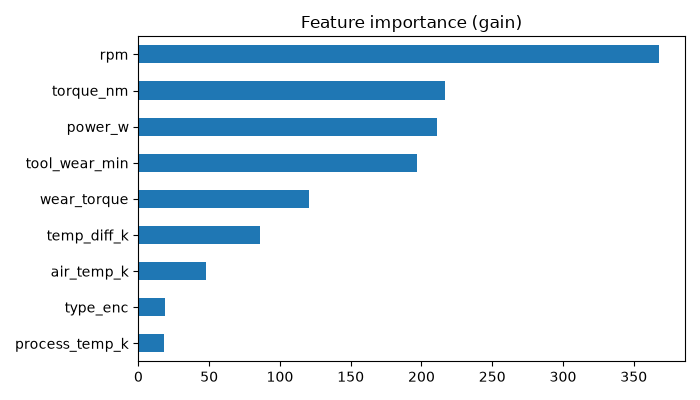 Feature importance (gain)
rpm
torque_nm
power_w
tool_wear_min
wear_torque
temp_diff_k
air_temp_k
type_enc
process_temp_k
0 50 100 150 200 250 300 350